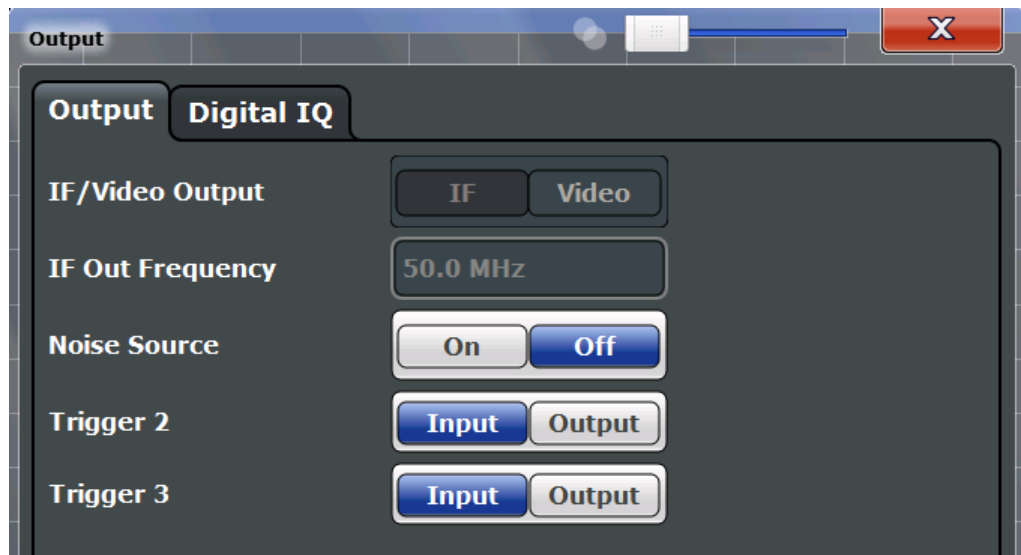 Output
X
Output Digital IQ
IF/Video Output IF Video
IF Out Frequency 50.0 MHz
Noise Source On Off
Trigger 2 Input Output
Trigger 3 Input Output